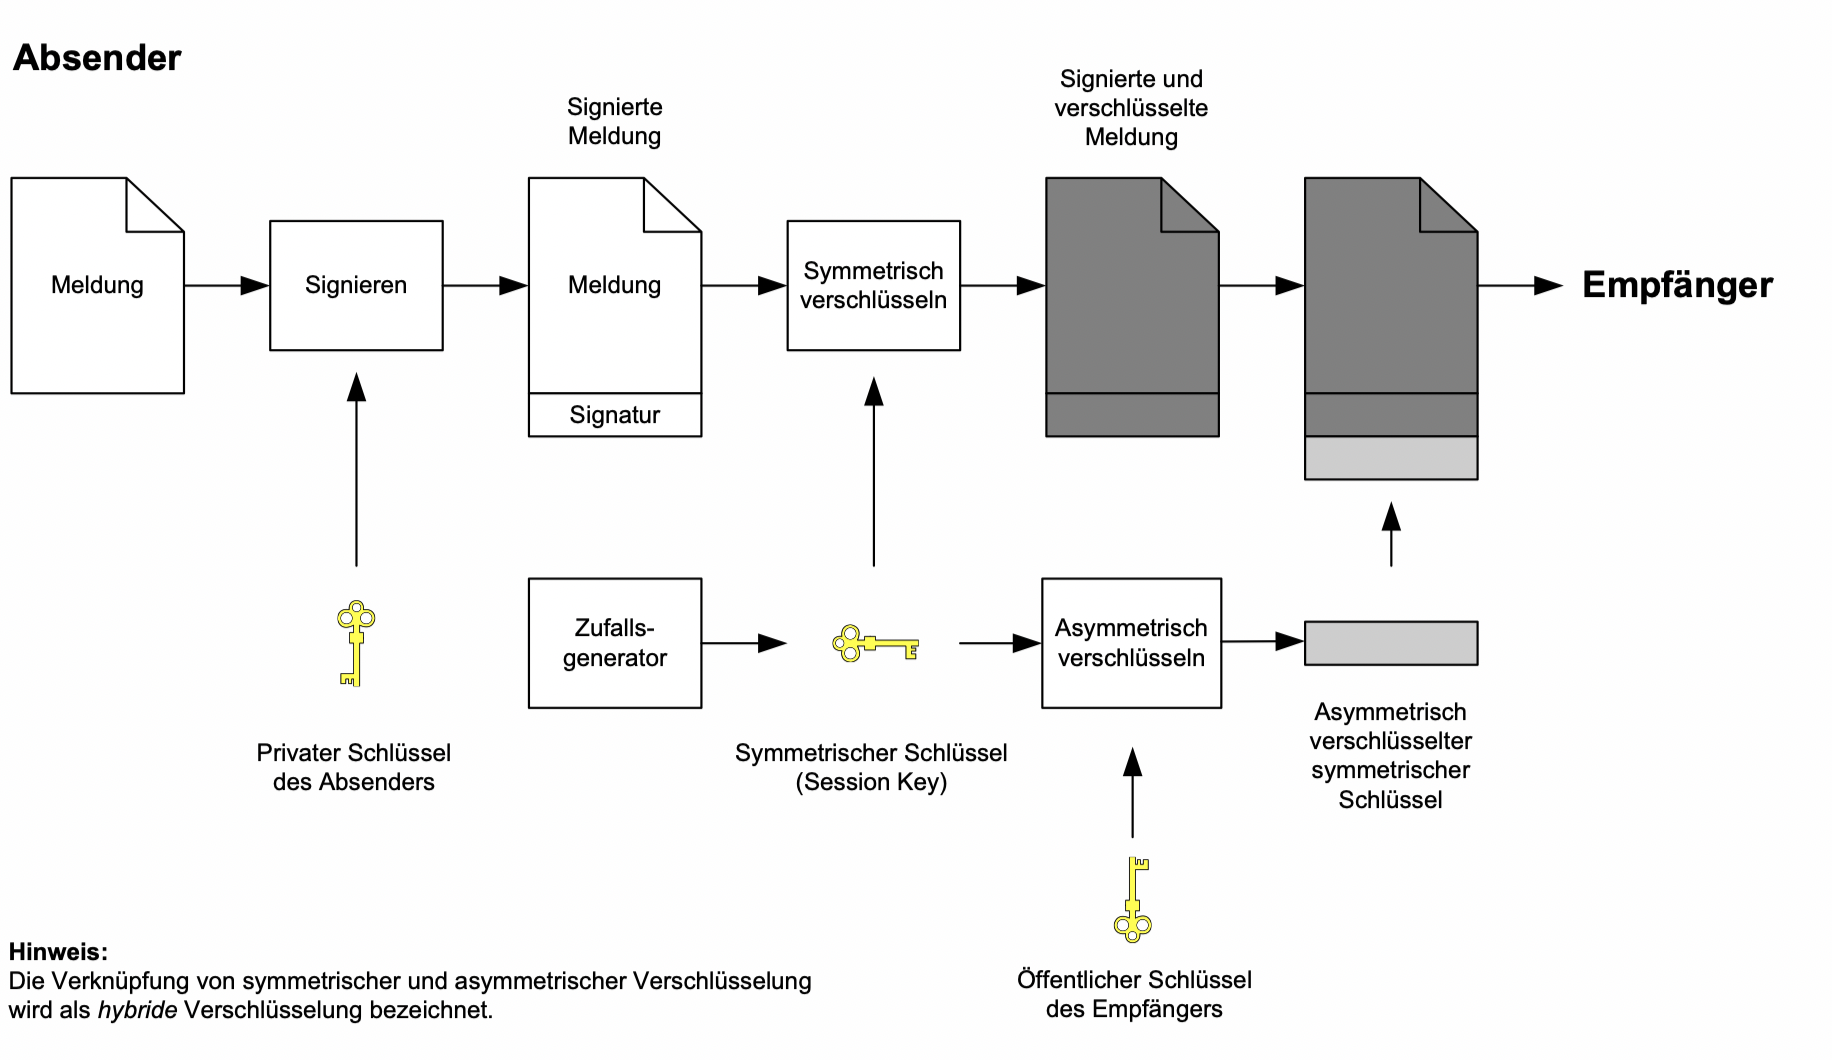 Absender
Signierte
Meldung
Signierte und
verschlüsselte
Meldung
Meldung
Signieren
Meldung
Symmetrisch
verschlüsseln
Empfänger
Signatur
Zufalls-
generator
Asymmetrisch
verschlüsseln
Privater Schlüssel
des Absenders
Symmetrischer Schlüssel
(Session Key)
Asymmetrisch
verschlüsselter
symmetrischer
Schlüssel
Öffentlicher Schlüssel
des Empfängers
Hinweis:
Die Verknüpfung von symmetrischer und asymmetrischer Verschlüsselung
wird als hybride Verschlüsselung bezeichnet.